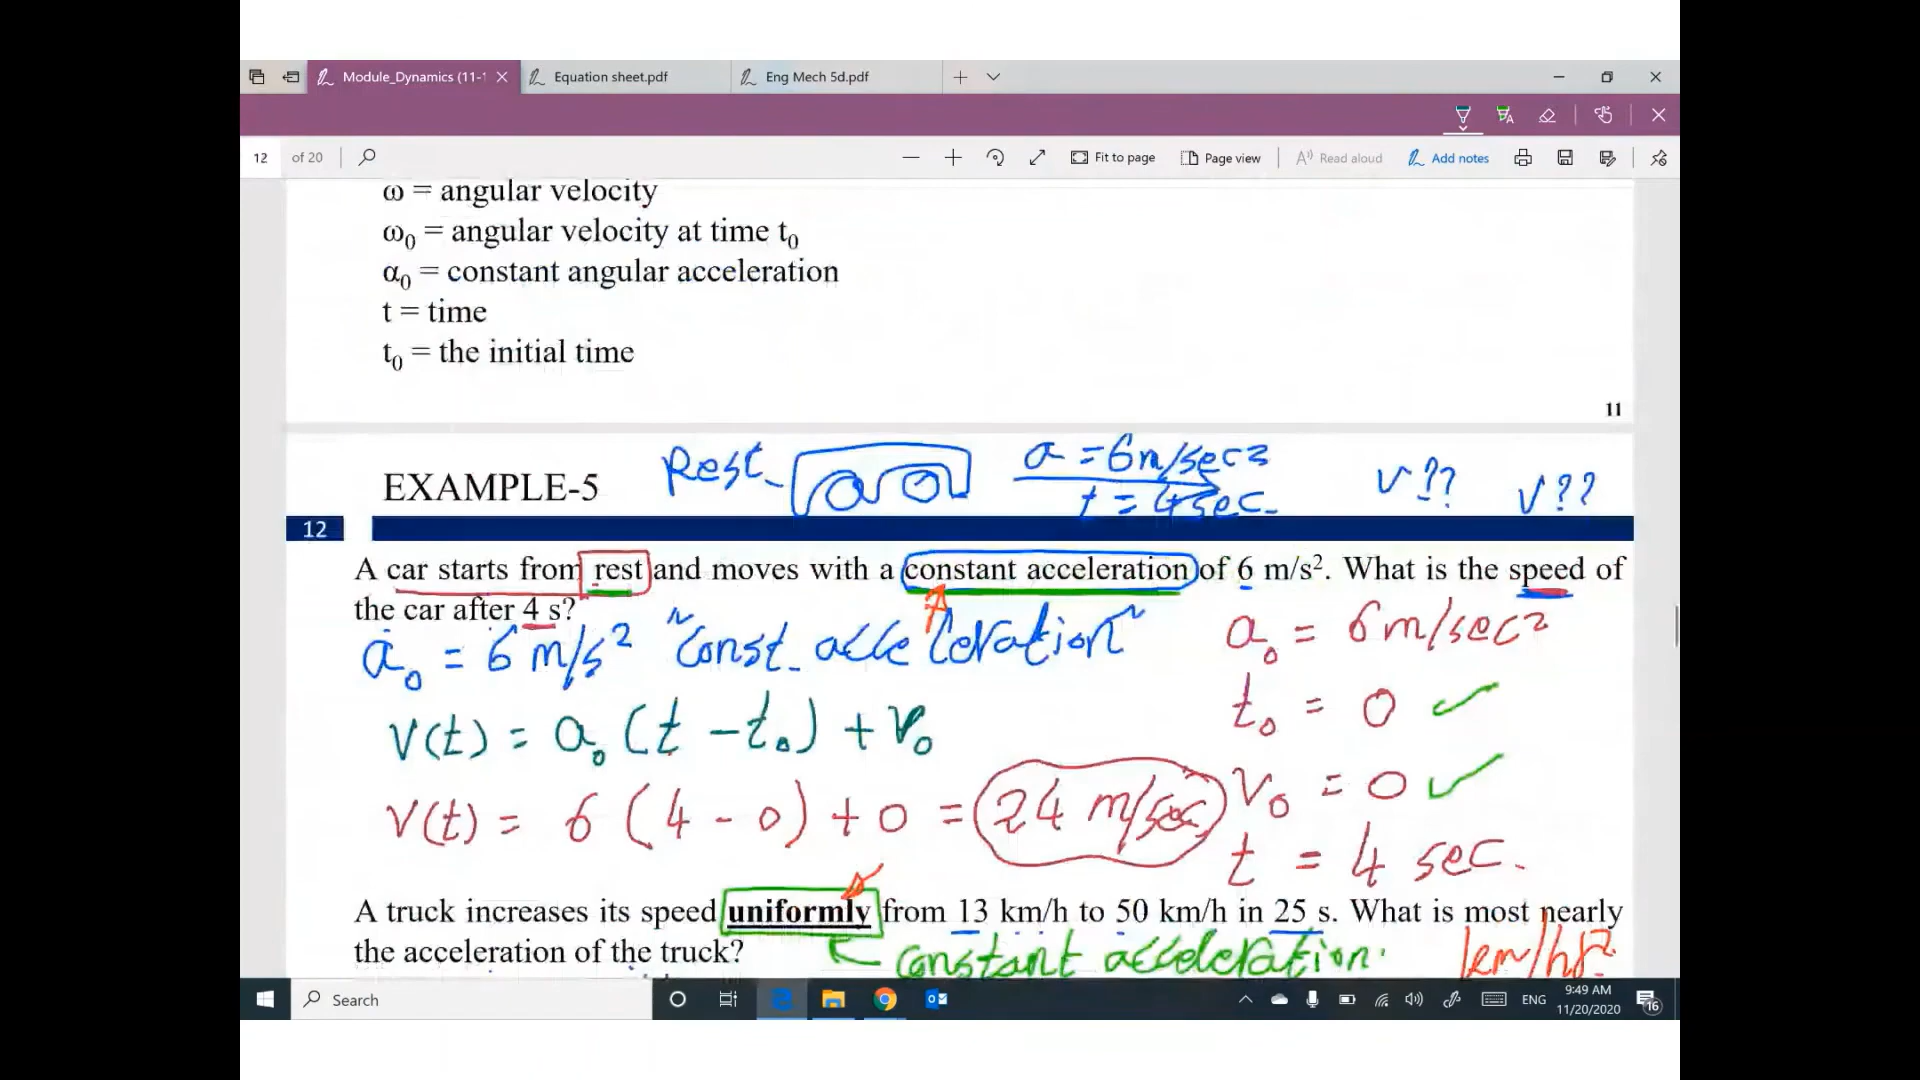 Module_Dynamics (11-1
Equation sheet.pdf
Eng Mech 5d.pdf
12 of 20
Fit to page
Page view
Read aloud
Add notes
ω = angular velocity
ω₀ = angular velocity at time t₀
α₀ = constant angular acceleration
t = time
t₀ = the initial time
11
EXAMPLE-5
Rest
a = 6m/sec2
t = 4sec.
v??
v??
12
A car starts from rest and moves with a constant acceleration of 6 m/s². What is the speed of
the car after 4 s?
a₀ = 6 m/s² "const. acceleration"
a₀ = 6m/sec2
v(t) = a₀ (t - t₀) + v₀
t₀ = 0 ✓
v(t) = 6 (4 - 0) + 0 = 24 m/sec
v₀ = 0 ✓
t = 4 sec.
A truck increases its speed uniformly from 13 km/h to 50 km/h in 25 s. What is most nearly
the acceleration of the truck?
constant acceleration.
km/hr²
Search
ENG
9:49 AM
11/20/2020
16